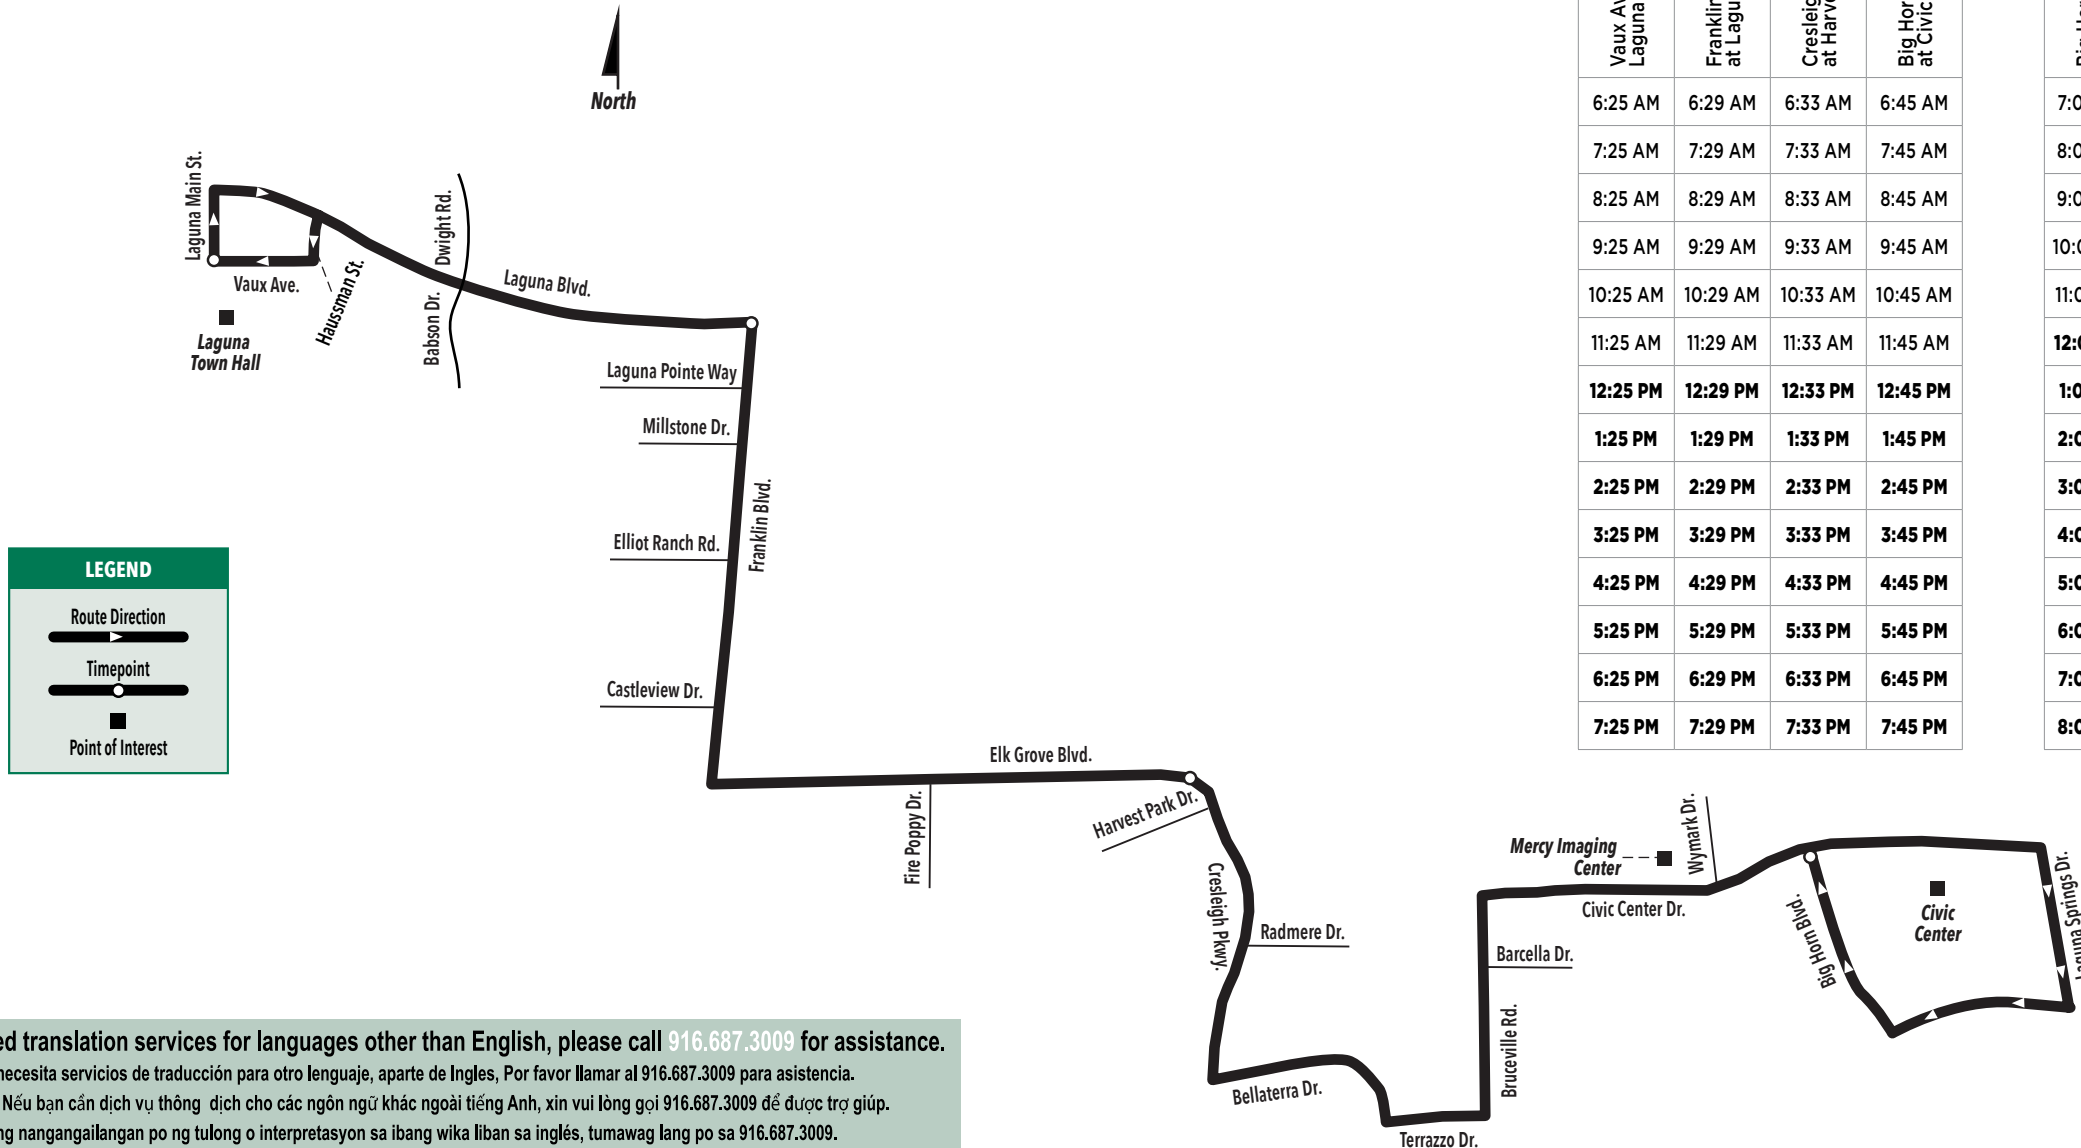 North
Laguna Main St.
Vaux Ave.
Haussman St.
Laguna
Town Hall
Dwight Rd.
Babson Dr.
Laguna Blvd.
Laguna Pointe Way
Millstone Dr.
Franklin Blvd.
Elliot Ranch Rd.
Castleview Dr.
LEGEND
Route Direction
Timepoint
Point of Interest
Elk Grove Blvd.
Fire Poppy Dr.
Harvest Park Dr.
Cresleigh Pkwy.
Radmere Dr.
Bellaterra Dr.
Terrazzo Dr.
Bruceville Rd.
Barcella Dr.
Mercy Imaging
Center
Wymark Dr.
Civic Center Dr.
Big Horn Blvd.
Civic
Center
Springs Dr.
Vaux
Laguna
Franklin
at
at
Big
at Civic
6:25 AM 6:29 AM 6:33 AM 6:45 AM
7:25 AM 7:29 AM 7:33 AM 7:45 AM
8:25 AM 8:29 AM 8:33 AM 8:45 AM
9:25 AM 9:29 AM 9:33 AM 9:45 AM
10:25 AM 10:29 AM 10:33 AM 10:45 AM
11:25 AM 11:29 AM 11:33 AM 11:45 AM
12:25 PM 12:29 PM 12:33 PM 12:45 PM
1:25 PM 1:29 PM 1:33 PM 1:45 PM
2:25 PM 2:29 PM 2:33 PM 2:45 PM
3:25 PM 3:29 PM 3:33 PM 3:45 PM
4:25 PM 4:29 PM 4:33 PM 4:45 PM
5:25 PM 5:29 PM 5:33 PM 5:45 PM
6:25 PM 6:29 PM 6:33 PM 6:45 PM
7:25 PM 7:29 PM 7:33 PM 7:45 PM
translation services for languages other than English, please call 916.687.3009 for assistance.
necesita servicios de traducción para otro lenguaje, aparte de Ingles, Por favor llamar al 916.687.3009 para asistencia.
Nếu bạn cần dịch vụ thông dịch cho các ngôn ngữ khác ngoài tiếng Anh, xin vui lòng gọi 916.687.3009 để được trợ giúp.
nangangailangan po ng tulong o interpretasyon sa ibang wika liban sa inglés, tumawag lang po sa 916.687.3009.